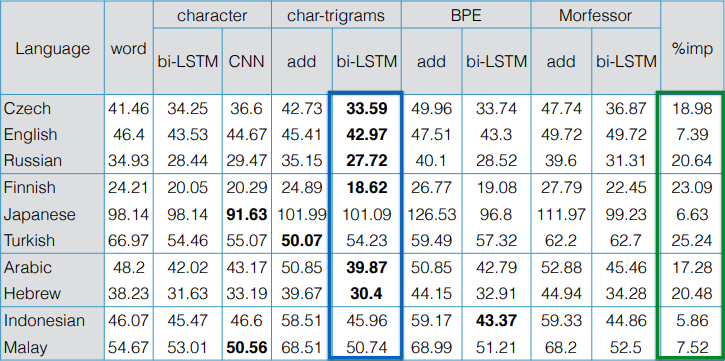 Language word character char-trigrams BPE Morfessor %imp
bi-LSTM CNN add bi-LSTM add bi-LSTM add bi-LSTM
Czech 41.46 34.25 36.6 42.73 33.59 49.96 33.74 47.74 36.87 18.98
English 46.4 43.53 44.67 45.41 42.97 47.51 43.3 49.72 49.72 7.39
Russian 34.93 28.44 29.47 35.15 27.72 40.1 28.52 39.6 31.31 20.64
Finnish 24.21 20.05 20.29 24.89 18.62 26.77 19.08 27.79 22.45 23.09
Japanese 98.14 98.14 91.63 101.99 101.09 126.53 96.8 111.97 99.23 6.63
Turkish 66.97 54.46 55.07 50.07 54.23 59.49 57.32 62.2 62.7 25.24
Arabic 48.2 42.02 43.17 50.85 39.87 50.85 42.79 52.88 45.46 17.28
Hebrew 38.23 31.63 33.19 39.67 30.4 44.15 32.91 44.94 34.28 20.48
Indonesian 46.07 45.47 46.6 58.51 45.96 59.17 43.37 59.33 44.86 5.86
Malay 54.67 53.01 50.56 68.51 50.74 68.99 51.21 68.2 52.5 7.52